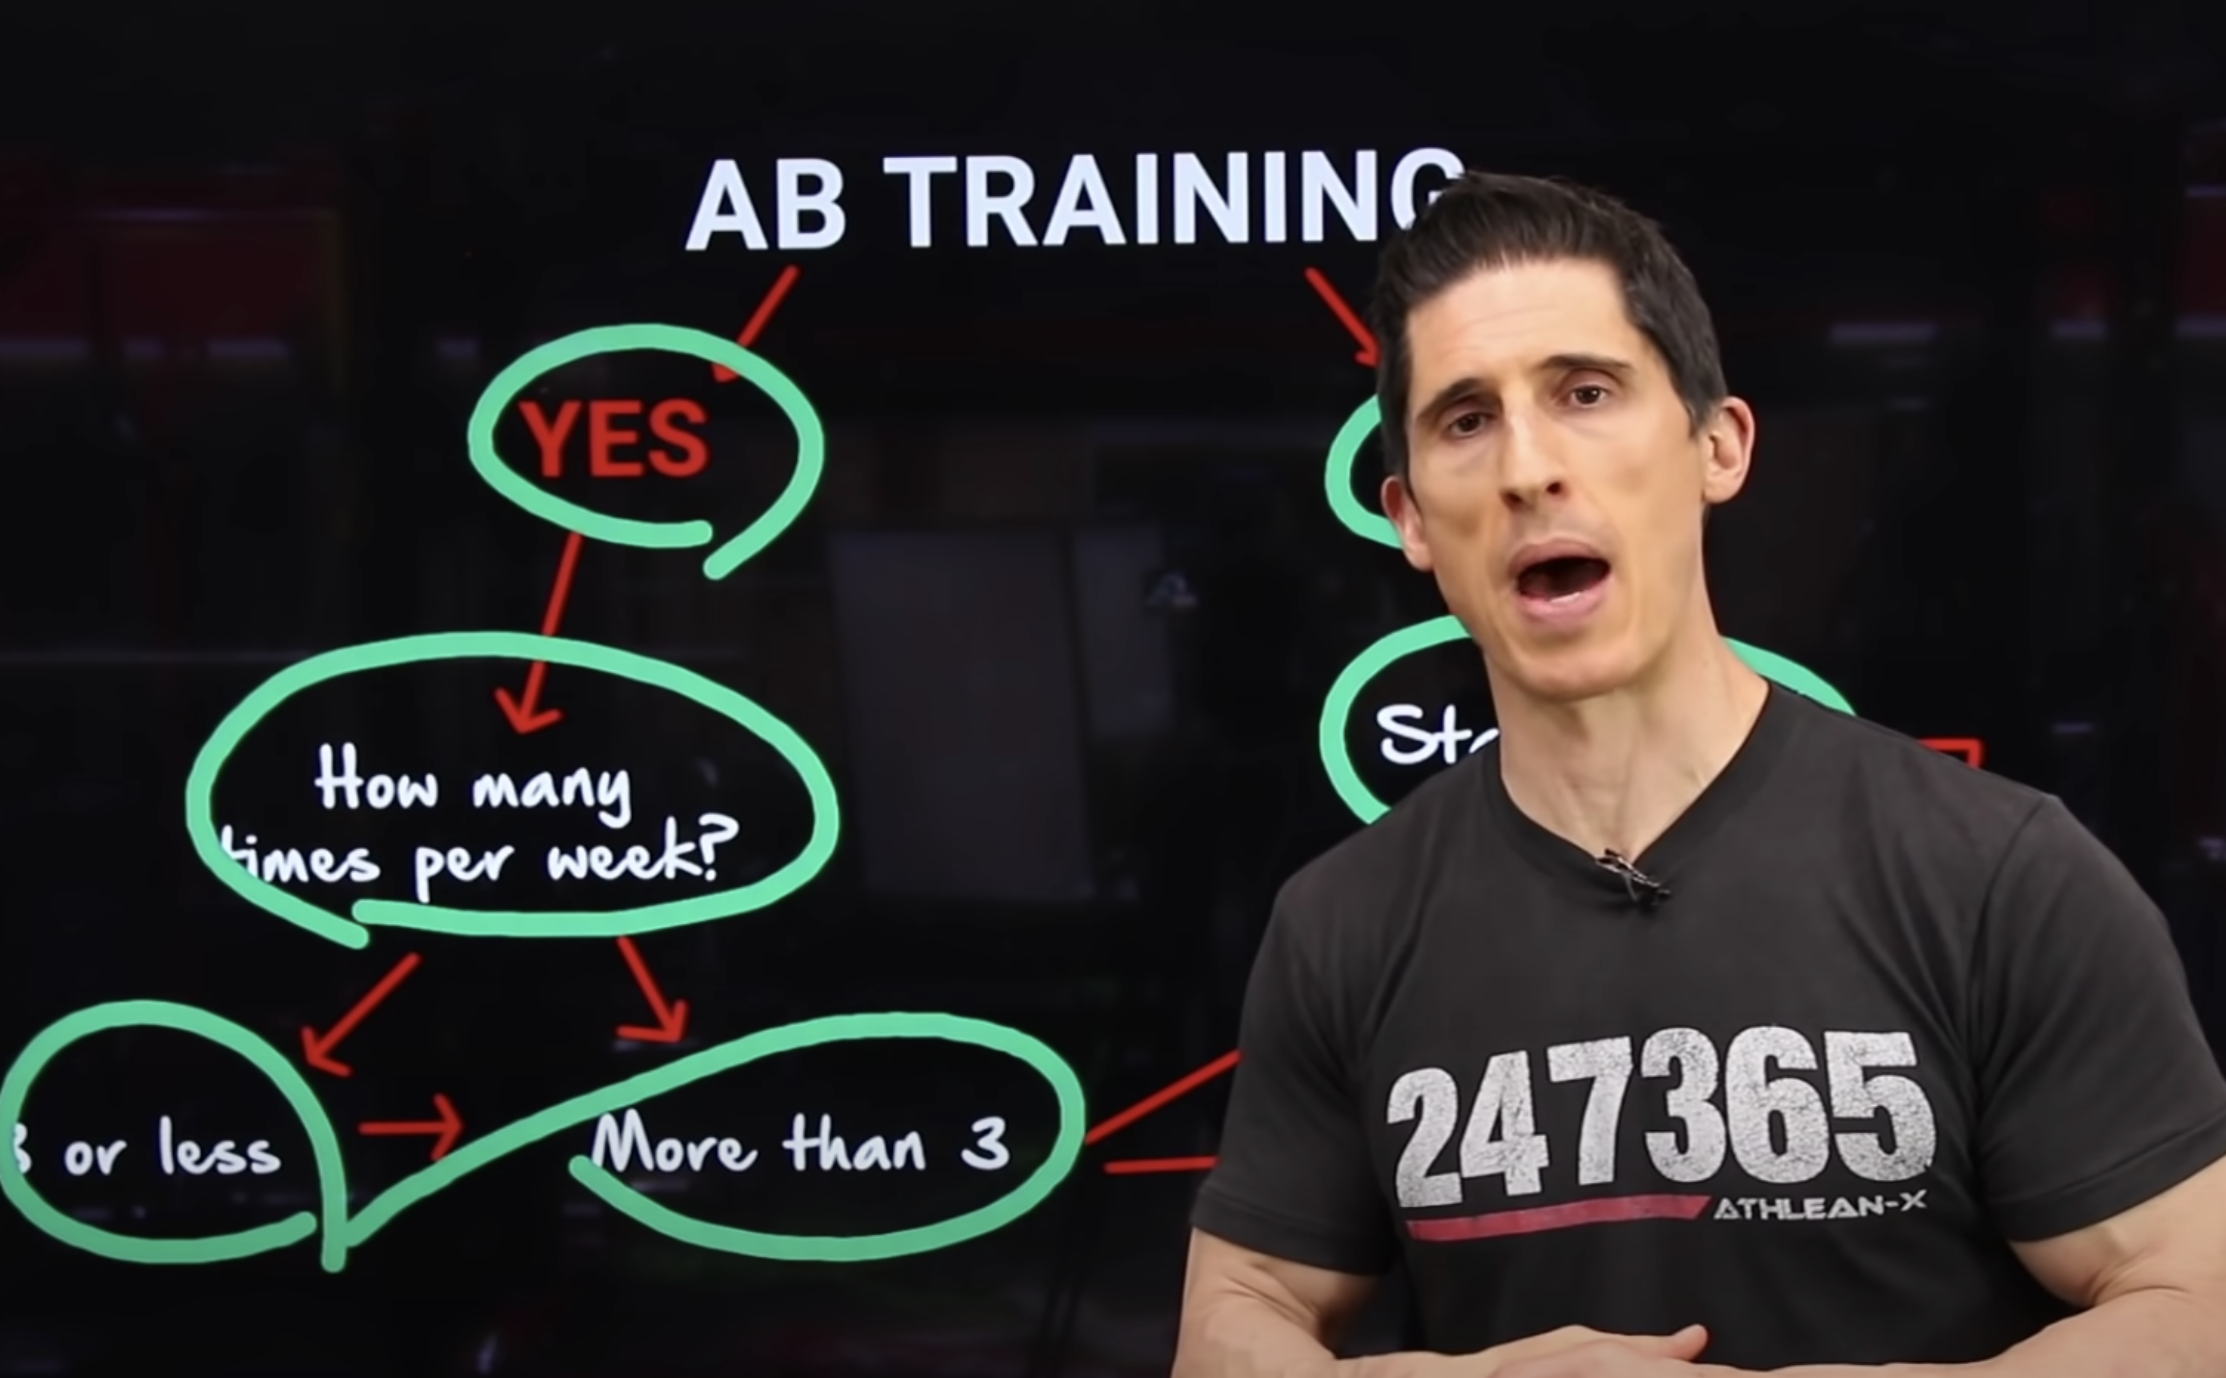 AB TRAINING
YES
How many
times per week?
or less
More than 3
247365
ATHLEAN-X